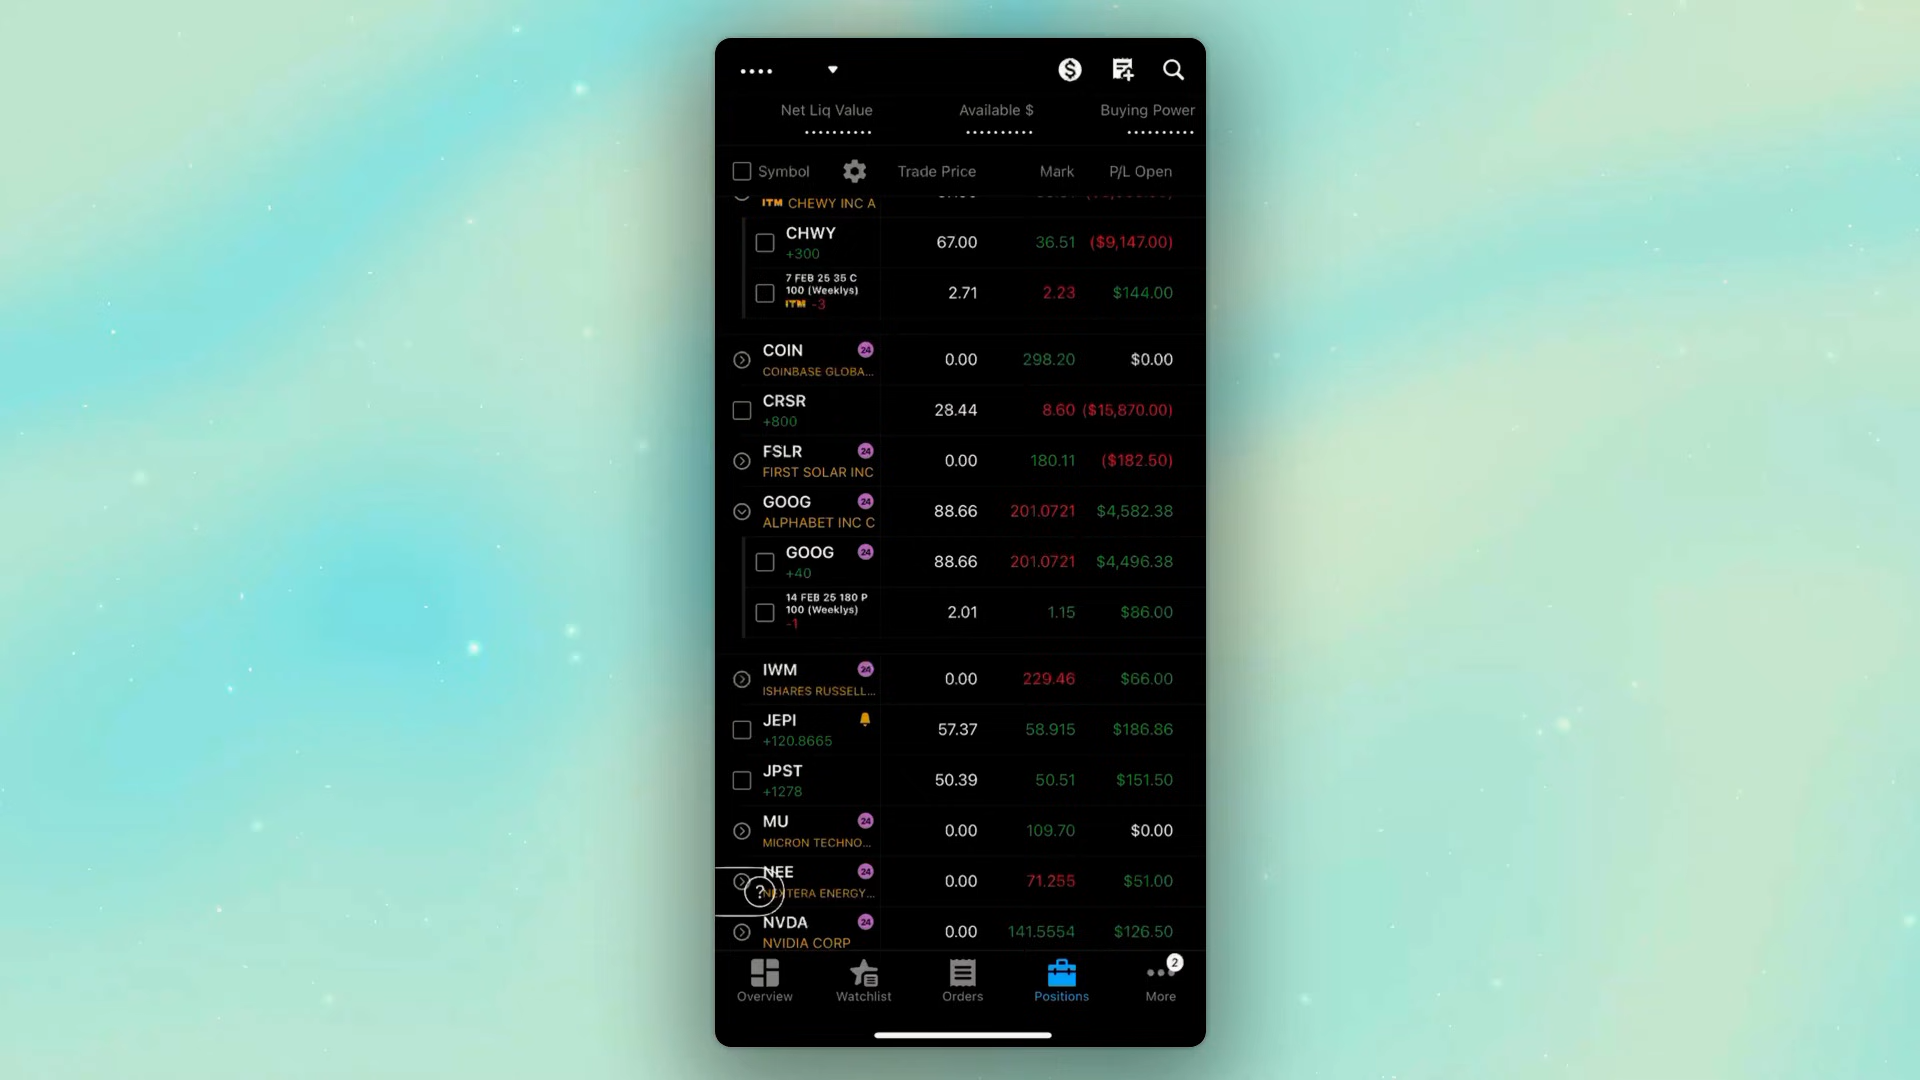 Net Liq Value Available $ Buying Power
Symbol Trade Price Mark P/L Open
ITM CHEWY INC A
CHWY 67.00 36.51 ($9,147.00)
+300
7 FEB 25 35 C
100 (Weeklys) 2.71 2.23 $144.00
ITM -3
COIN 24 0.00 298.20 $0.00
COINBASE GLOBA...
CRSR 28.44 8.60 ($15,870.00)
+800
FSLR 24 0.00 180.11 ($182.50)
FIRST SOLAR INC
GOOG 24 88.66 201.0721 $4,582.38
ALPHABET INC C
GOOG 24 88.66 201.0721 $4,496.38
+40
14 FEB 25 180 P
100 (Weeklys) 2.01 1.15 $86.00
-1
IWM 24 0.00 229.46 $66.00
ISHARES RUSSELL...
JEPI 57.37 58.915 $186.86
+120.8665
JPST 50.39 50.51 $151.50
+1278
MU 24 0.00 109.70 $0.00
MICRON TECHNO...
NEE 24 0.00 71.255 $51.00
? NEXTERA ENERGY...
NVDA 24 0.00 141.5554 $126.50
NVIDIA CORP
2
Overview Watchlist Orders Positions More